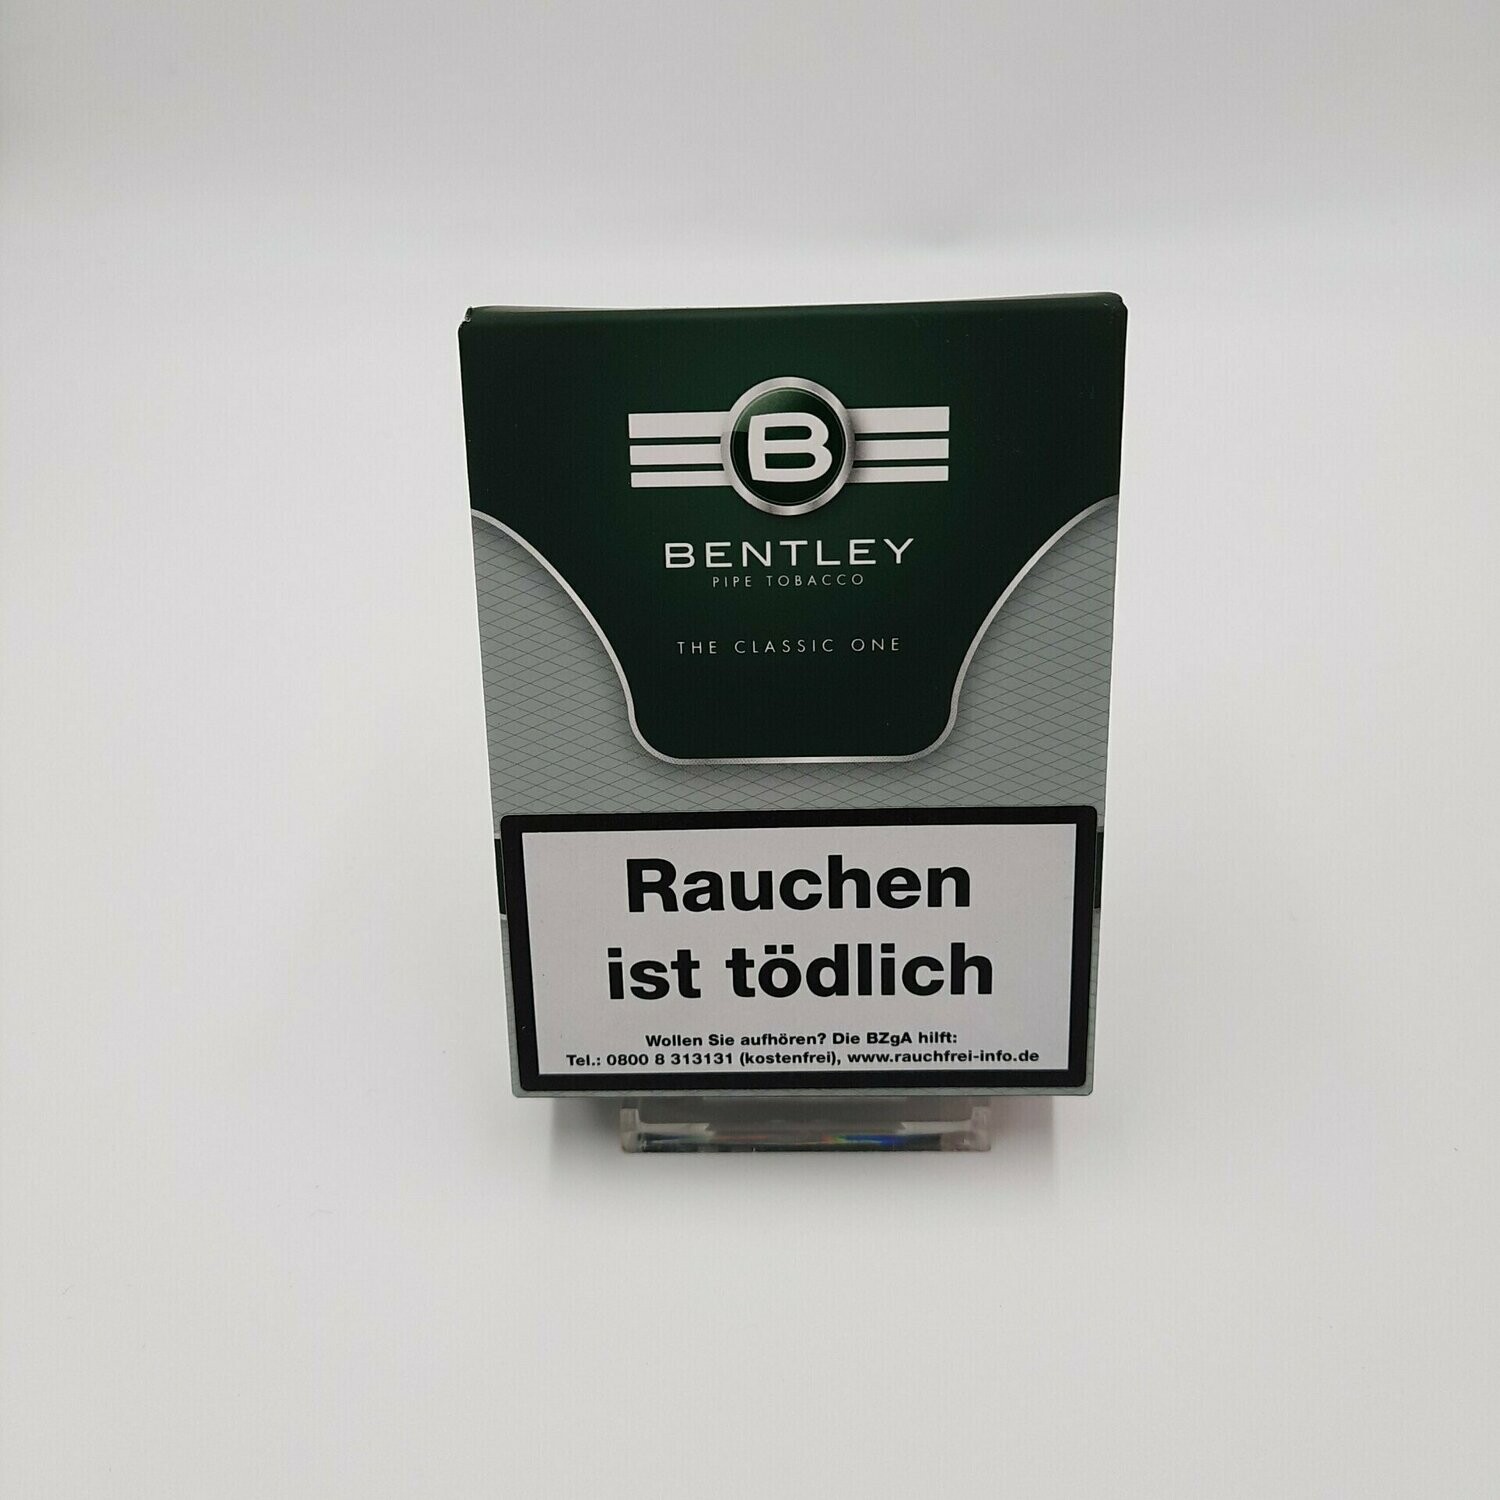 B
BENTLEY
PIPE TOBACCO
THE CLASSIC ONE
Rauchen
ist tödlich
Wollen Sie aufhören? Die BZgA hilft:
Tel.: 0800 8 313131 (kostenfrei), www.rauchfrei-info.de